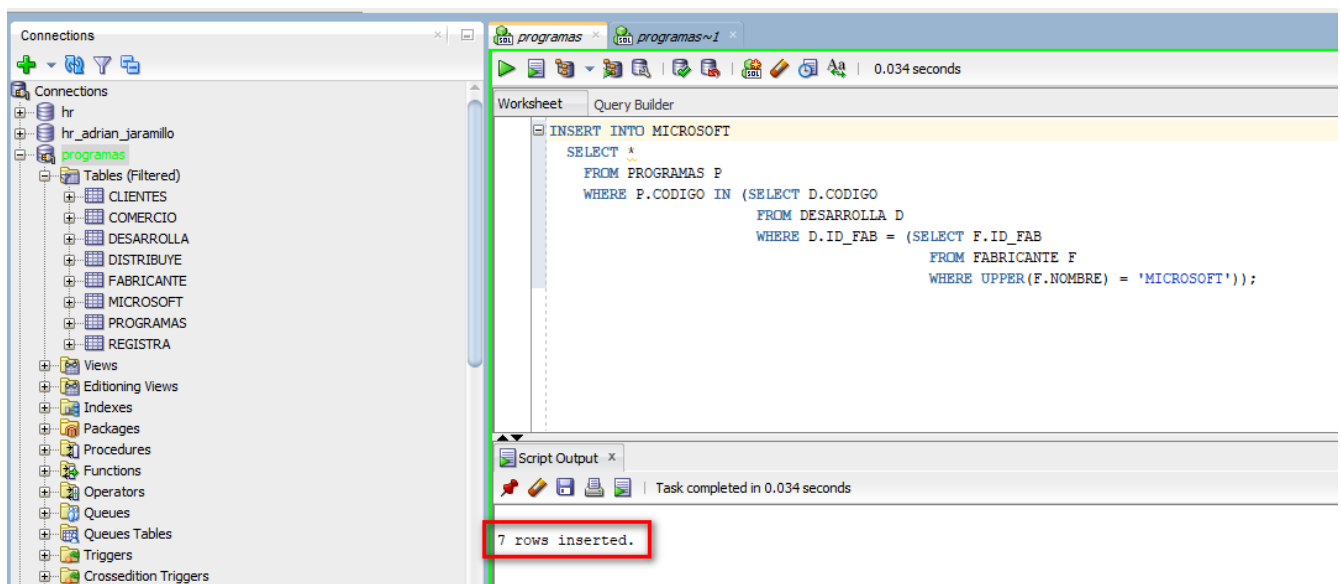 Connections
programas
programas~1
0.034 seconds
Connections
hr
hr_adrian_jaramillo
programas
Tables (Filtered)
CLIENTES
COMERCIO
DESARROLLA
DISTRIBUYE
FABRICANTE
MICROSOFT
PROGRAMAS
REGISTRA
Views
Editioning Views
Indexes
Packages
Procedures
Functions
Operators
Queues
Queues Tables
Triggers
Crossedition Triggers
Worksheet Query Builder
INSERT INTO MICROSOFT
SELECT *
FROM PROGRAMAS P
WHERE P.CODIGO IN (SELECT D.CODIGO
FROM DESARROLLA D
WHERE D.ID_FAB = (SELECT F.ID_FAB
FROM FABRICANTE F
WHERE UPPER(F.NOMBRE) = 'MICROSOFT'));
Script Output
Task completed in 0.034 seconds
7 rows inserted.